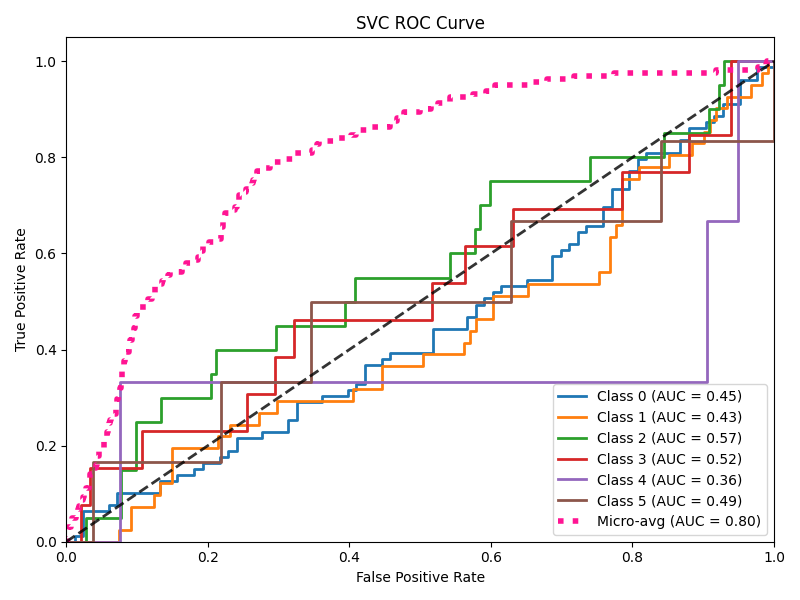 SVC ROC Curve
True Positive Rate
1.0
0.8
0.6
0.4
0.2
0.0
Class 0 (AUC = 0.45)
Class 1 (AUC = 0.43)
Class 2 (AUC = 0.57)
Class 3 (AUC = 0.52)
Class 4 (AUC = 0.36)
Class 5 (AUC = 0.49)
Micro-avg (AUC = 0.80)
0.0 0.2 0.4 0.6 0.8 1.0
False Positive Rate